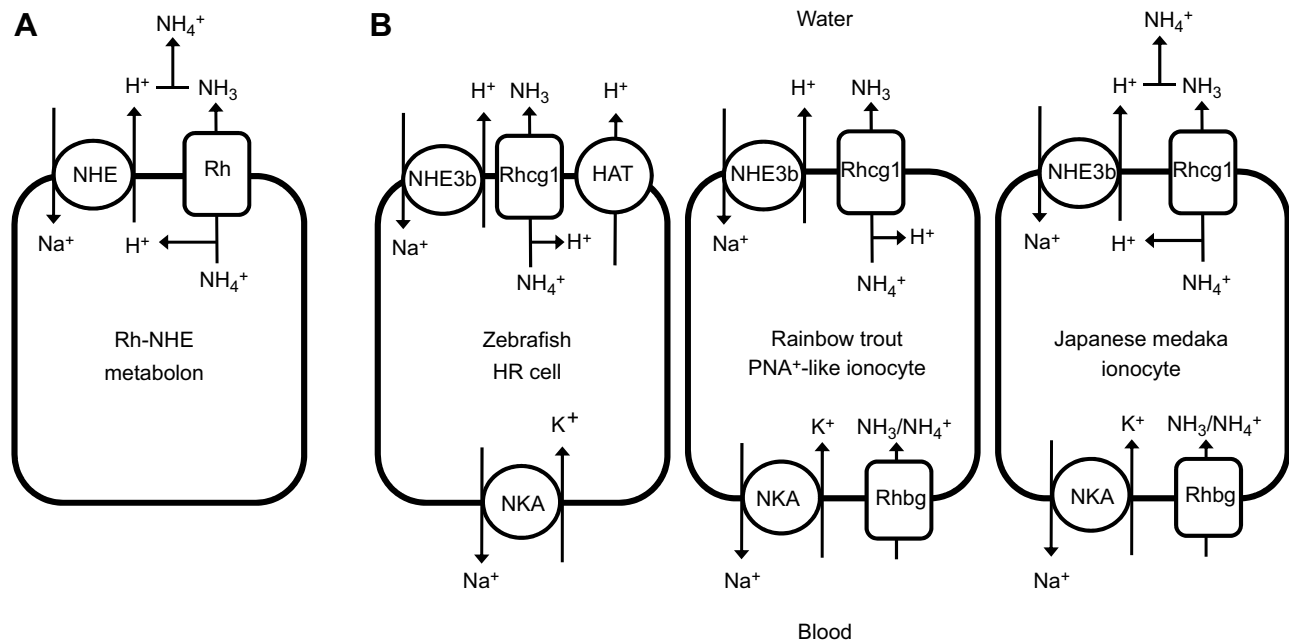 A
NH₄⁺
H⁺
NH₃
NHE
Rh
Na⁺
H⁺
NH₄⁺
Rh-NHE
metabolon
B
Water
H⁺
NH₃
H⁺
NHE3b
Rhcg1
HAT
Na⁺
H⁺
NH₄⁺
Zebrafish
HR cell
K⁺
NKA
Na⁺
H⁺
NH₃
NHE3b
Rhcg1
Na⁺
H⁺
NH₄⁺
Rainbow trout
PNA⁺-like ionocyte
K⁺
NH₃/NH₄⁺
NKA
Rhbg
Na⁺
NH₄⁺
H⁺
NH₃
NHE3b
Rhcg1
Na⁺
H⁺
NH₄⁺
Japanese medaka
ionocyte
K⁺
NH₃/NH₄⁺
NKA
Rhbg
Na⁺
Blood